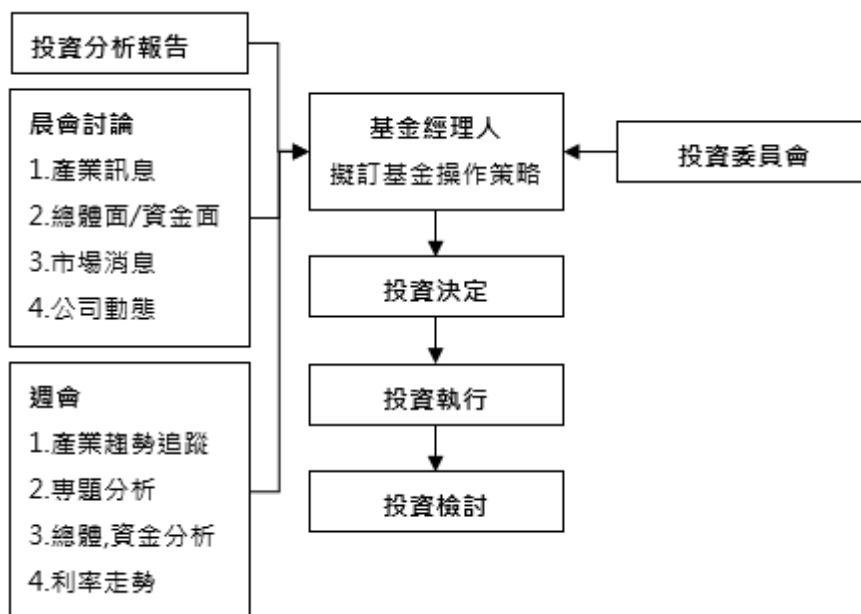 投資分析報告
晨會討論
1.產業訊息
2.總體面/資金面
3.市場消息
4.公司動態
週會
1.產業趨勢追蹤
2.專題分析
3.總體,資金分析
4.利率走勢
基金經理人
擬訂基金操作策略
投資委員會
投資決定
投資執行
投資檢討